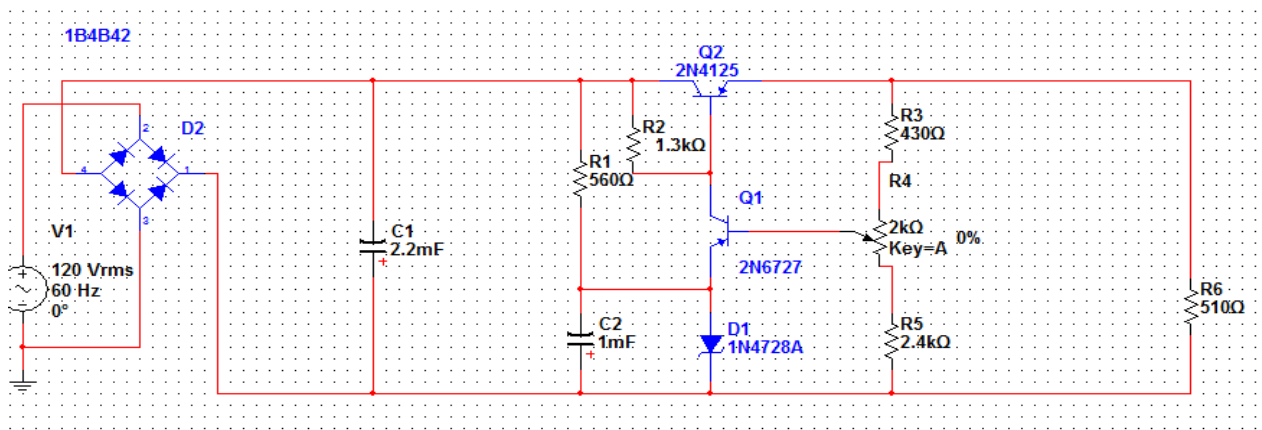 1B4B42
Q2
2N4125
D2
2
4
1
3
R2
1.3kΩ
R1
560Ω
R3
430Ω
R4
Q1
V1
120 Vrms
60 Hz
0°
C1
2.2mF
+
2kΩ
Key=A
0%
2N6727
R6
510Ω
C2
1mF
+
D1
1N4728A
R5
2.4kΩ